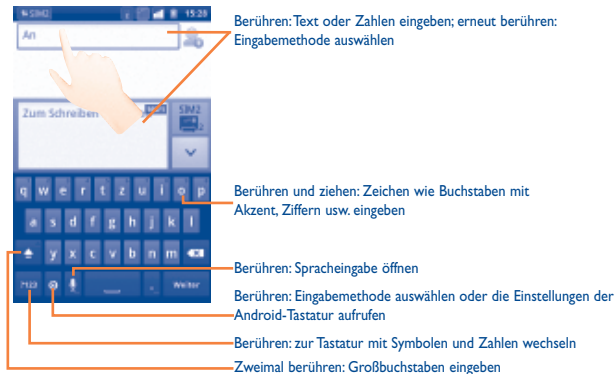 SIM2 15:20
An
Berühren: Text oder Zahlen eingeben; erneut berühren:
Eingabemethode auswählen
Zum Schreiben
SIM2
2
q w e r t z u i o p
a s d f g h j k l
y x c v b n m
?123 @ . Weiter
Berühren und ziehen: Zeichen wie Buchstaben mit
Akzent, Ziffern usw. eingeben
Berühren: Spracheingabe öffnen
Berühren: Eingabemethode auswählen oder die Einstellungen der
Android-Tastatur aufrufen
Berühren: zur Tastatur mit Symbolen und Zahlen wechseln
Zweimal berühren: Großbuchstaben eingeben